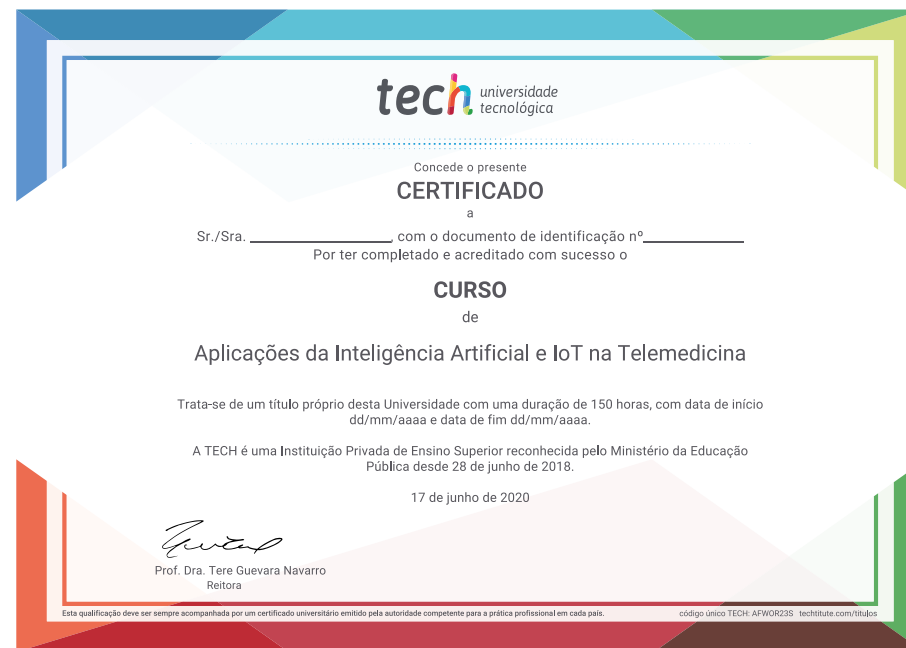 tech universidade
tecnológica
Concede o presente
CERTIFICADO
a
Sr./Sra. ____________________, com o documento de identificação nº______________
Por ter completado e acreditado com sucesso o
CURSO
de
Aplicações da Inteligência Artificial e IoT na Telemedicina
Trata-se de um título próprio desta Universidade com uma duração de 150 horas, com data de início
dd/mm/aaaa e data de fim dd/mm/aaaa.
A TECH é uma Instituição Privada de Ensino Superior reconhecida pelo Ministério da Educação
Pública desde 28 de junho de 2018.
17 de junho de 2020
Prof. Dra. Tere Guevara Navarro
Reitora
Esta qualificação deve ser sempre acompanhada por um certificado universitário emitido pela autoridade competente para a prática profissional em cada país.
código único TECH: AFWOR23S techtitute.com/titulos